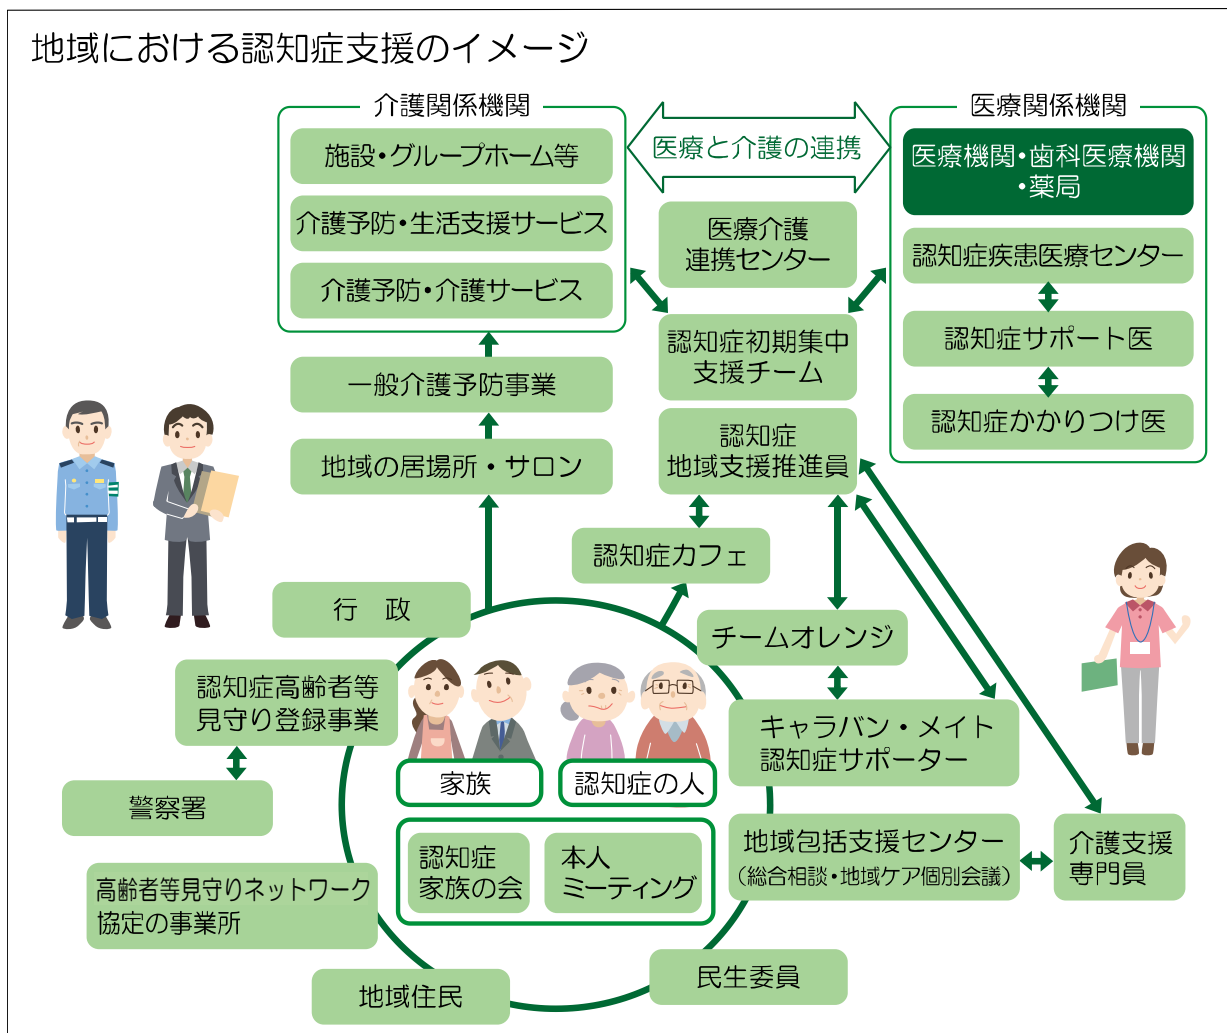 地域における認知症支援のイメージ
介護関係機関
施設・グループホーム等
介護予防・生活支援サービス
介護予防・介護サービス
医療と介護の連携
医療関係機関
医療機関・歯科医療機関
・薬局
認知症疾患医療センター
認知症サポート医
認知症かかりつけ医
医療介護
連携センター
認知症初期集中
支援チーム
認知症
地域支援推進員
一般介護予防事業
地域の居場所・サロン
認知症カフェ
行　政
チームオレンジ
認知症高齢者等
見守り登録事業
キャラバン・メイト
認知症サポーター
家族
認知症の人
警察署
認知症
家族の会
本人
ミーティング
地域包括支援センター
（総合相談・地域ケア個別会議）
介護支援
専門員
高齢者等見守りネットワーク
協定の事業所
地域住民
民生委員